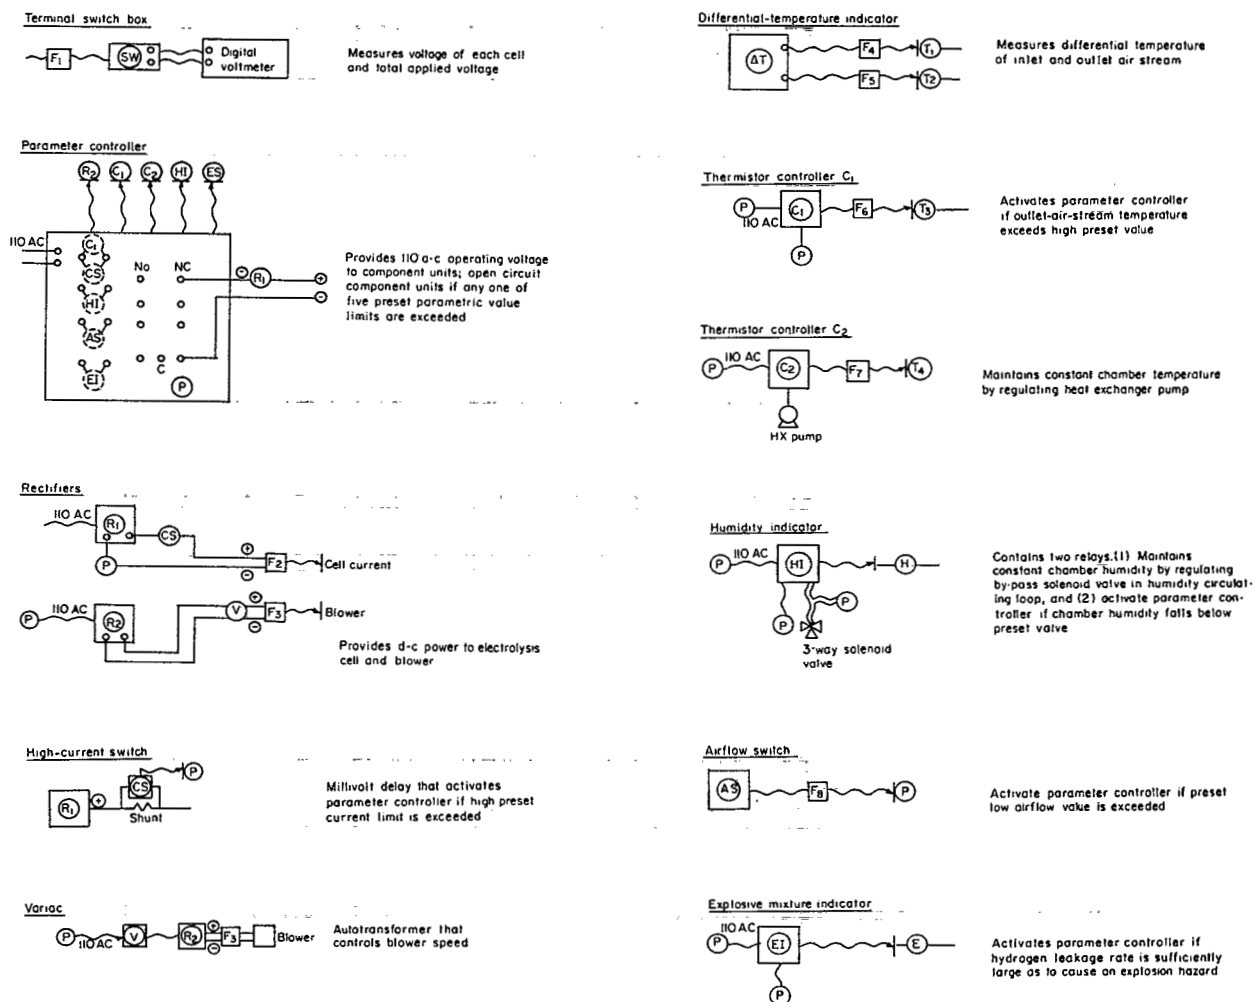 Terminal switch box
F1
SW
Digital
voltmeter
Measures voltage of each cell
and total applied voltage
Parameter controller
R2 C1 C2 HI ES
110 AC
C1
CS
HI
AS
EI
No NC
C
P
⊖ R1 ⊕
⊖
Provides 110 a-c operating voltage
to component units; open circuit
component units if any one of
five preset parametric value
limits are exceeded
Rectifiers
110 AC
R1
CS
P
⊕
⊖
F2
Cell current
P
110 AC
R2
V
⊕
⊖
F3
Blower
Provides d-c power to electrolysis
cell and blower
High-current switch
R1
⊕
CS
P
Shunt
Millivolt delay that activates
parameter controller if high preset
current limit is exceeded
Variac
P
110 AC
V
R2
⊕
⊖
F3
Blower
Autotransformer that
controls blower speed
Differential-temperature indicator
ΔT
F4
T1
F5
T2
Measures differential temperature
of inlet and outlet air stream
Thermistor controller C1
P
110 AC
C1
F6
T3
P
Activates parameter controller
if outlet-air-stream temperature
exceeds high preset value
Thermistor controller C2
P
110 AC
C2
F7
T4
HX pump
Maintains constant chamber temperature
by regulating heat exchanger pump
Humidity indicator
P
110 AC
HI
H
P
P
3-way solenoid
valve
Contains two relays.(1) Maintains
constant chamber humidity by regulating
by-pass solenoid valve in humidity circulat-
ing loop, and (2) activate parameter con-
troller if chamber humidity falls below
preset valve
Airflow switch
AS
F8
P
Activate parameter controller if preset
low airflow value is exceeded
Explosive mixture indicator
P
110 AC
EI
E
P
Activates parameter controller if
hydrogen leakage rate is sufficiently
large as to cause an explosion hazard